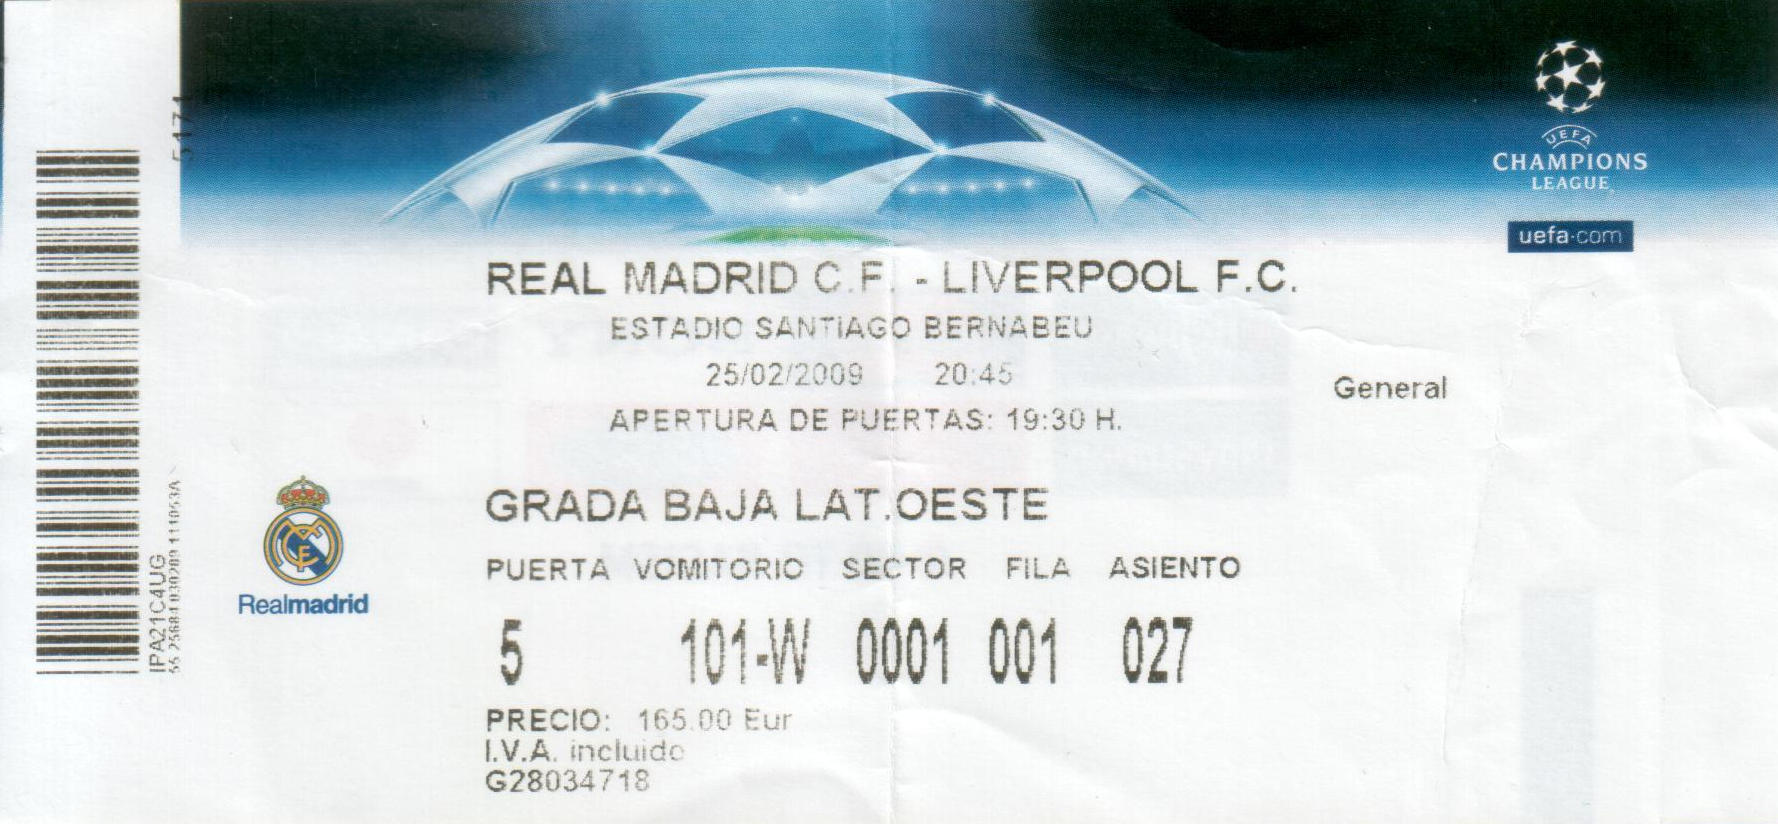 UEFA
CHAMPIONS
LEAGUE
uefa.com
REAL MADRID C.F. - LIVERPOOL F.C.
ESTADIO SANTIAGO BERNABEU
25/02/2009 20:45
General
APERTURA DE PUERTAS: 19:30 H.
GRADA BAJA LAT.OESTE
PUERTA VOMITORIO SECTOR FILA ASIENTO
5 101-W 0001 001 027
PRECIO: 165.00 Eur
I.V.A. incluido
G28034718
Realmadrid
5171
IPA21C4UG